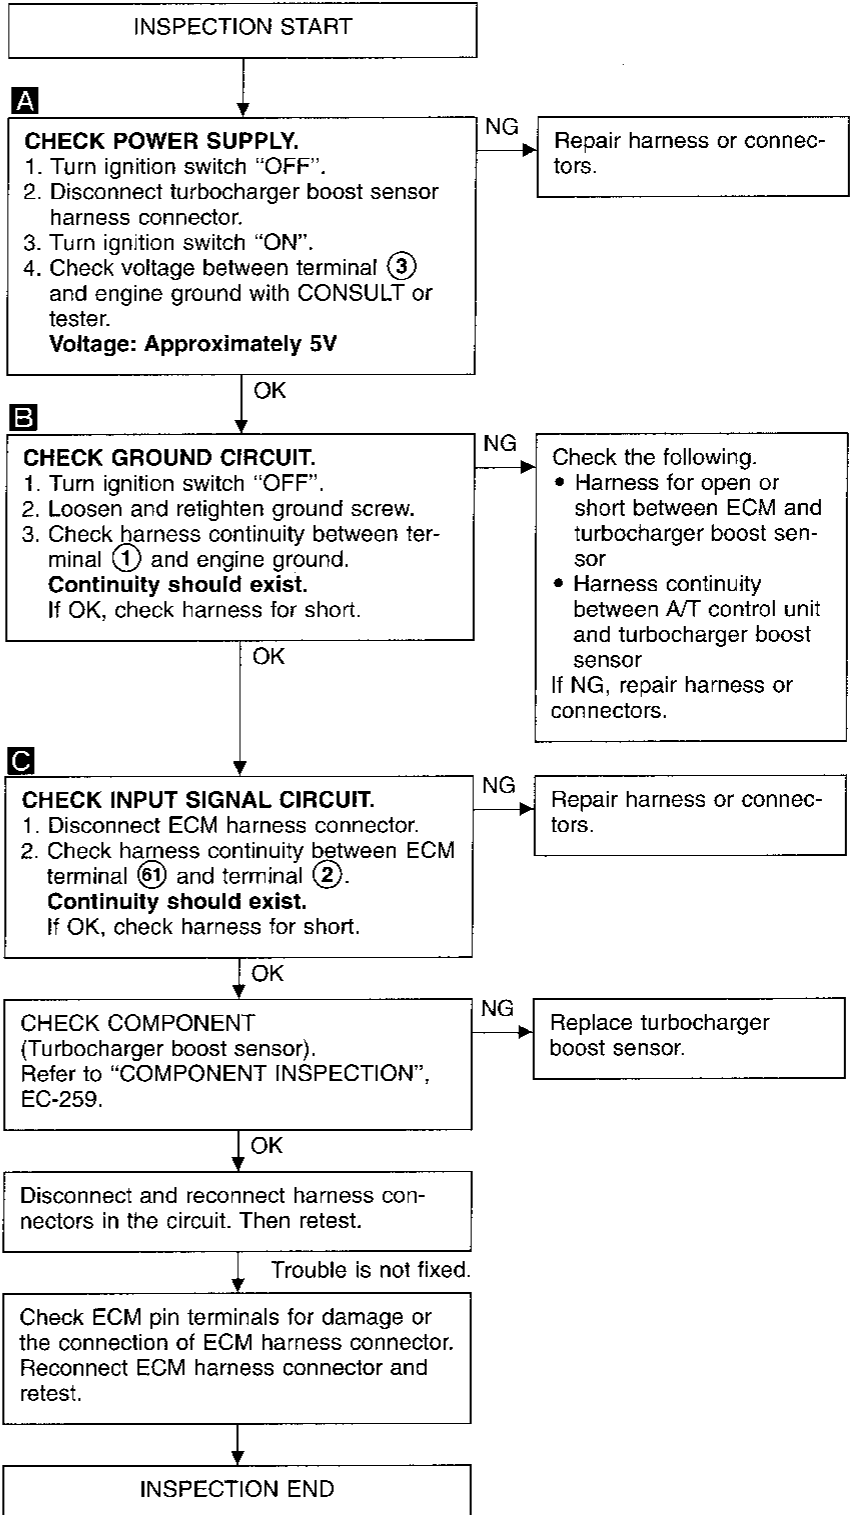 INSPECTION START
A
CHECK POWER SUPPLY.
1. Turn ignition switch “OFF”.
2. Disconnect turbocharger boost sensor
harness connector.
3. Turn ignition switch “ON”.
4. Check voltage between terminal ③
and engine ground with CONSULT or
tester.
Voltage: Approximately 5V
NG
Repair harness or connec-
tors.
OK
B
CHECK GROUND CIRCUIT.
1. Turn ignition switch “OFF”.
2. Loosen and retighten ground screw.
3. Check harness continuity between ter-
minal ① and engine ground.
Continuity should exist.
If OK, check harness for short.
NG
Check the following.
• Harness for open or
short between ECM and
turbocharger boost sen-
sor
• Harness continuity
between A/T control unit
and turbocharger boost
sensor
If NG, repair harness or
connectors.
OK
C
CHECK INPUT SIGNAL CIRCUIT.
1. Disconnect ECM harness connector.
2. Check harness continuity between ECM
terminal 61 and terminal ②.
Continuity should exist.
If OK, check harness for short.
NG
Repair harness or connec-
tors.
OK
CHECK COMPONENT
(Turbocharger boost sensor).
Refer to “COMPONENT INSPECTION”,
EC-259.
NG
Replace turbocharger
boost sensor.
OK
Disconnect and reconnect harness con-
nectors in the circuit. Then retest.
Trouble is not fixed.
Check ECM pin terminals for damage or
the connection of ECM harness connector.
Reconnect ECM harness connector and
retest.
INSPECTION END